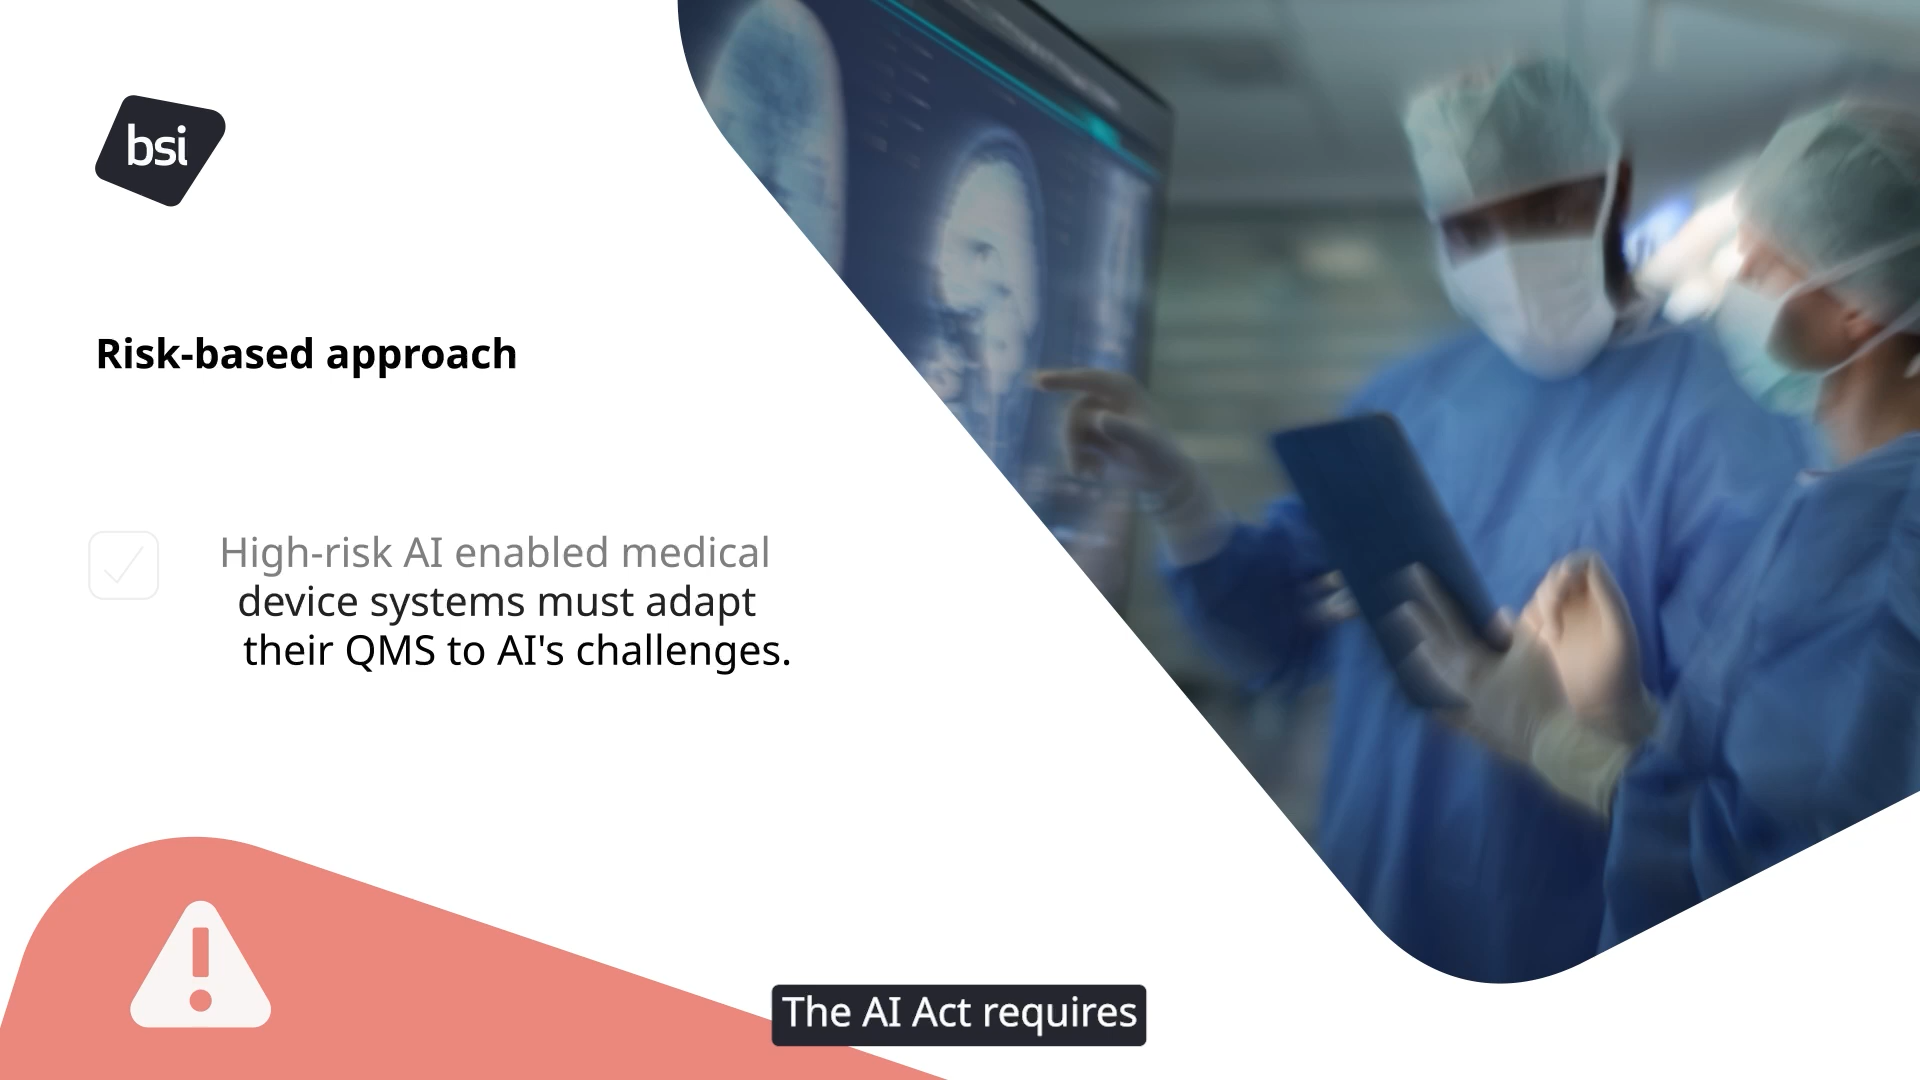 bsi
Risk-based approach
High-risk AI enabled medical
device systems must adapt
their QMS to AI's challenges.
The AI Act requires